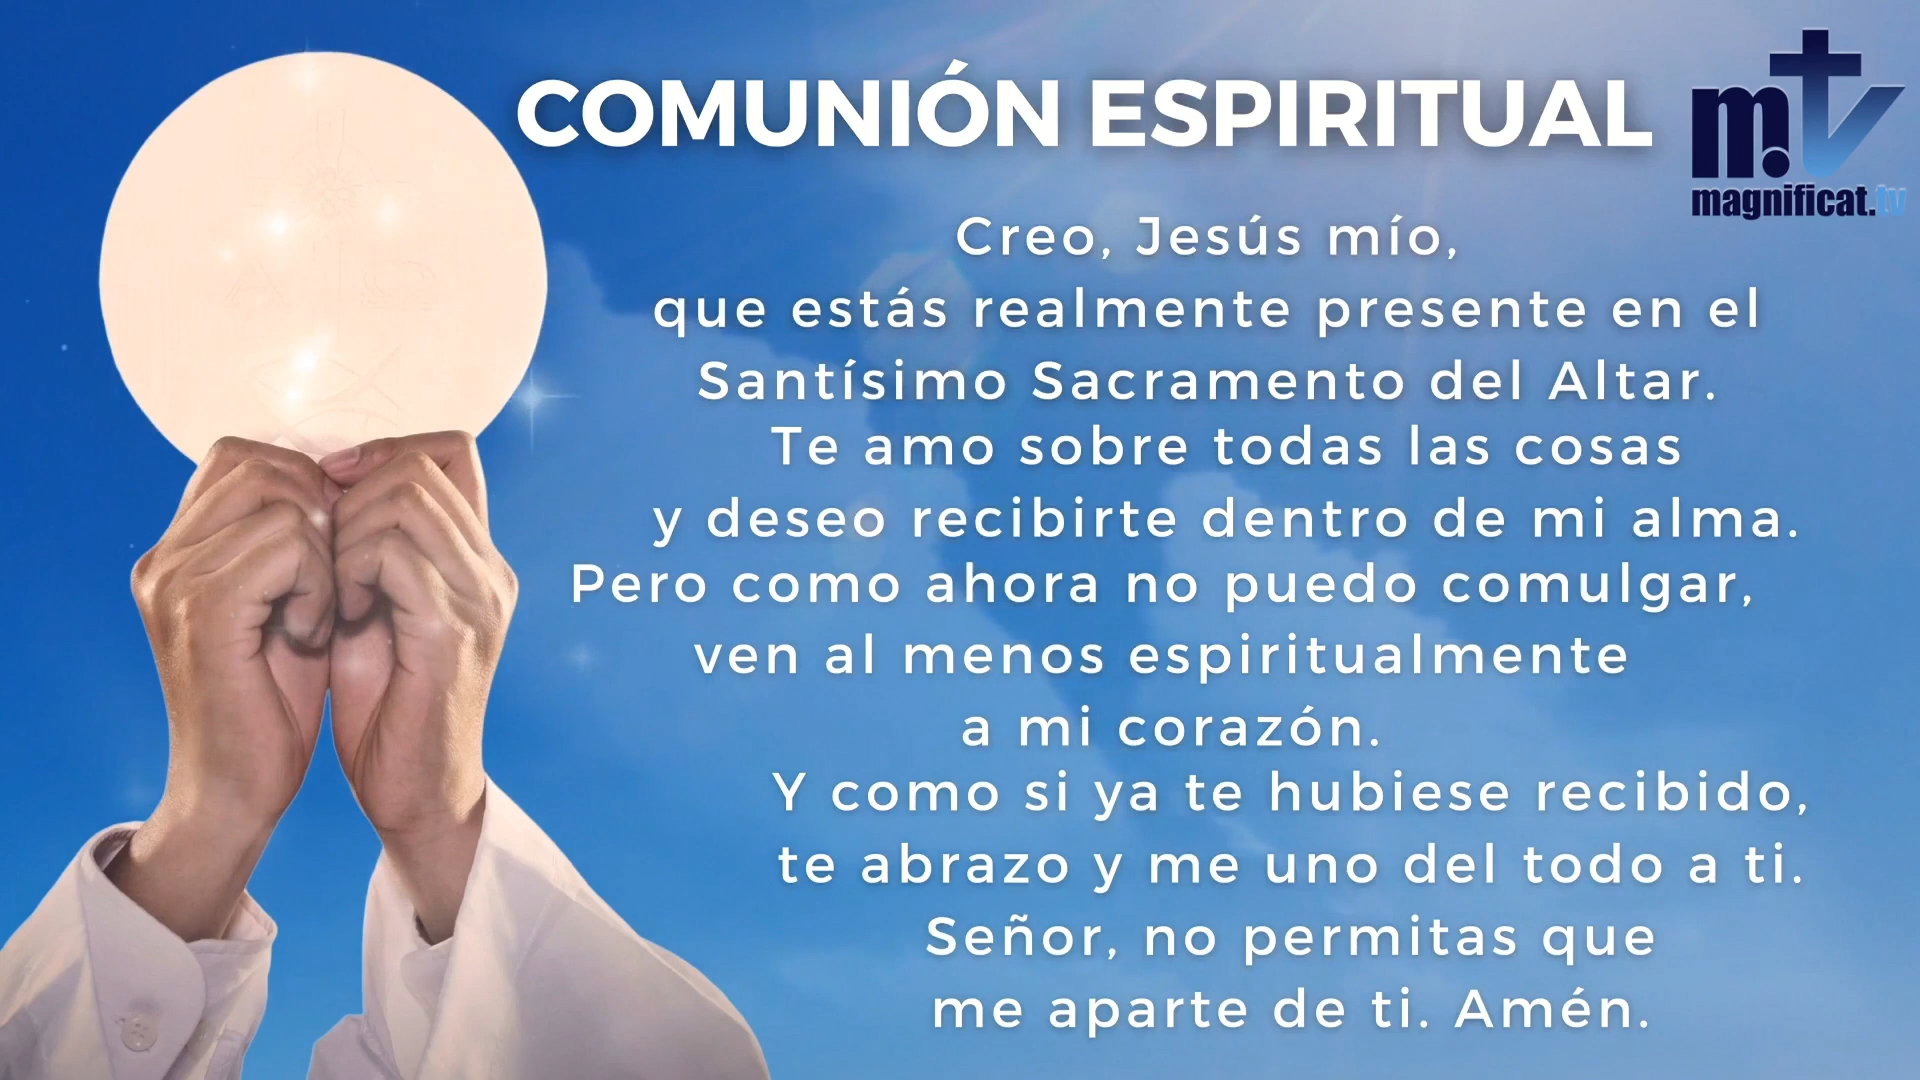 COMUNIÓN ESPIRITUAL
magnificat.tv
Creo, Jesús mío,
que estás realmente presente en el
Santísimo Sacramento del Altar.
Te amo sobre todas las cosas
y deseo recibirte dentro de mi alma.
Pero como ahora no puedo comulgar,
ven al menos espiritualmente
a mi corazón.
Y como si ya te hubiese recibido,
te abrazo y me uno del todo a ti.
Señor, no permitas que
me aparte de ti. Amén.